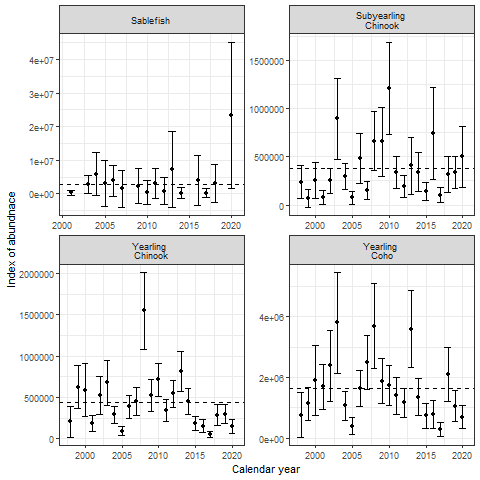 Sablefish
Subyearling
Chinook
4e+07
3e+07
2e+07
1e+07
0e+00
1500000
1000000
500000
0
2000 2005 2010 2015 2020
2000 2005 2010 2015 2020
Yearling
Chinook
Yearling
Coho
2000000
1500000
1000000
500000
0
4e+06
2e+06
0e+00
2000 2005 2010 2015 2020
2000 2005 2010 2015 2020
Index of abundnace
Calendar year